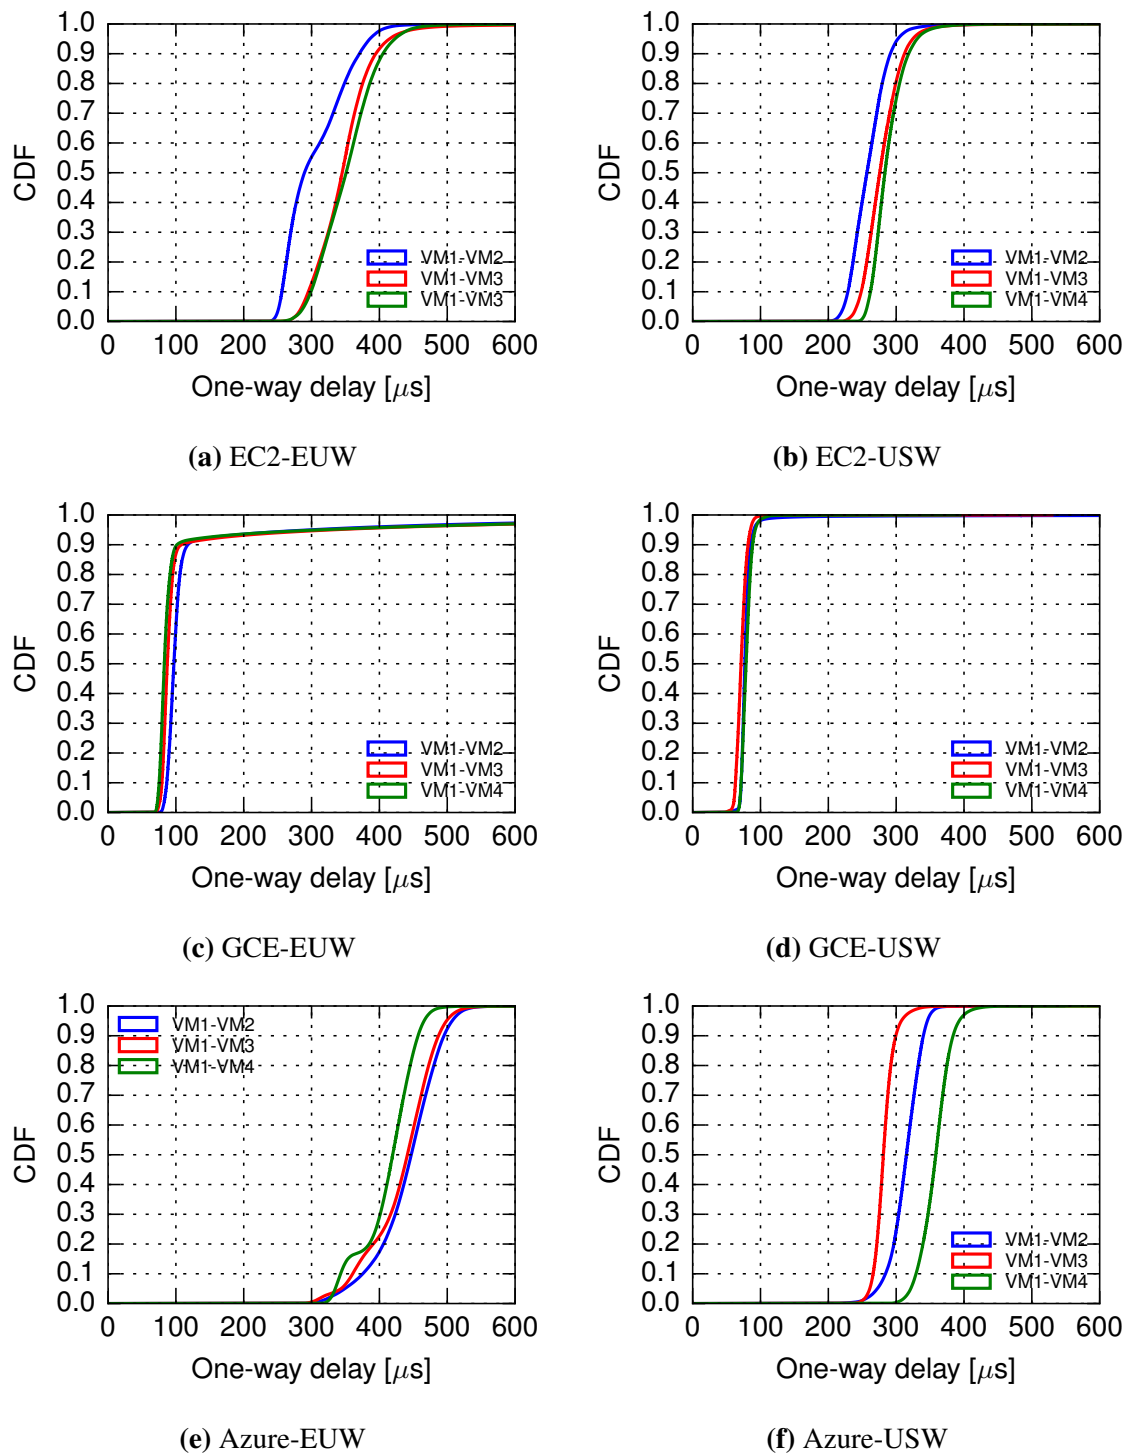 1.0
0.9
0.8
0.7
0.6
0.5
0.4
0.3
0.2
0.1
0.0
CDF
VM1-VM2
VM1-VM3
VM1-VM3
0 100 200 300 400 500 600
One-way delay [μs]
(a) EC2-EUW
1.0
0.9
0.8
0.7
0.6
0.5
0.4
0.3
0.2
0.1
0.0
CDF
VM1-VM2
VM1-VM3
VM1-VM4
0 100 200 300 400 500 600
One-way delay [μs]
(b) EC2-USW
1.0
0.9
0.8
0.7
0.6
0.5
0.4
0.3
0.2
0.1
0.0
CDF
VM1-VM2
VM1-VM3
VM1-VM4
0 100 200 300 400 500 600
One-way delay [μs]
(c) GCE-EUW
1.0
0.9
0.8
0.7
0.6
0.5
0.4
0.3
0.2
0.1
0.0
CDF
VM1-VM2
VM1-VM3
VM1-VM4
0 100 200 300 400 500 600
One-way delay [μs]
(d) GCE-USW
1.0
0.9
0.8
0.7
0.6
0.5
0.4
0.3
0.2
0.1
0.0
CDF
VM1-VM2
VM1-VM3
VM1-VM4
0 100 200 300 400 500 600
One-way delay [μs]
(e) Azure-EUW
1.0
0.9
0.8
0.7
0.6
0.5
0.4
0.3
0.2
0.1
0.0
CDF
VM1-VM2
VM1-VM3
VM1-VM4
0 100 200 300 400 500 600
One-way delay [μs]
(f) Azure-USW